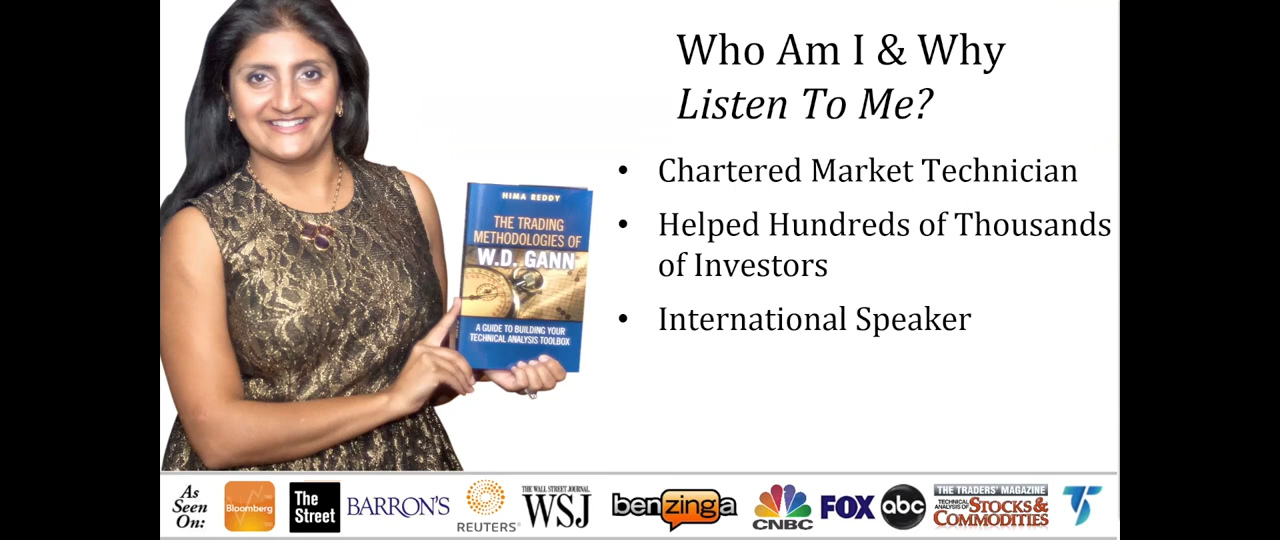 Who Am I & Why
Listen To Me?
• Chartered Market Technician
• Helped Hundreds of Thousands
of Investors
• International Speaker
HIMA REDDY
THE TRADING
METHODOLOGIES OF
W.D. GANN
A GUIDE TO BUILDING YOUR
TECHNICAL ANALYSIS TOOLBOX
As
Seen
On:
Bloomberg
The
Street
BARRON'S
REUTERS
THE WALL STREET JOURNAL
WSJ
benzinga
CNBC
FOX
abc
THE TRADERS' MAGAZINE
TECHNICAL
ANALYSIS OF
STOCKS &
COMMODITIES